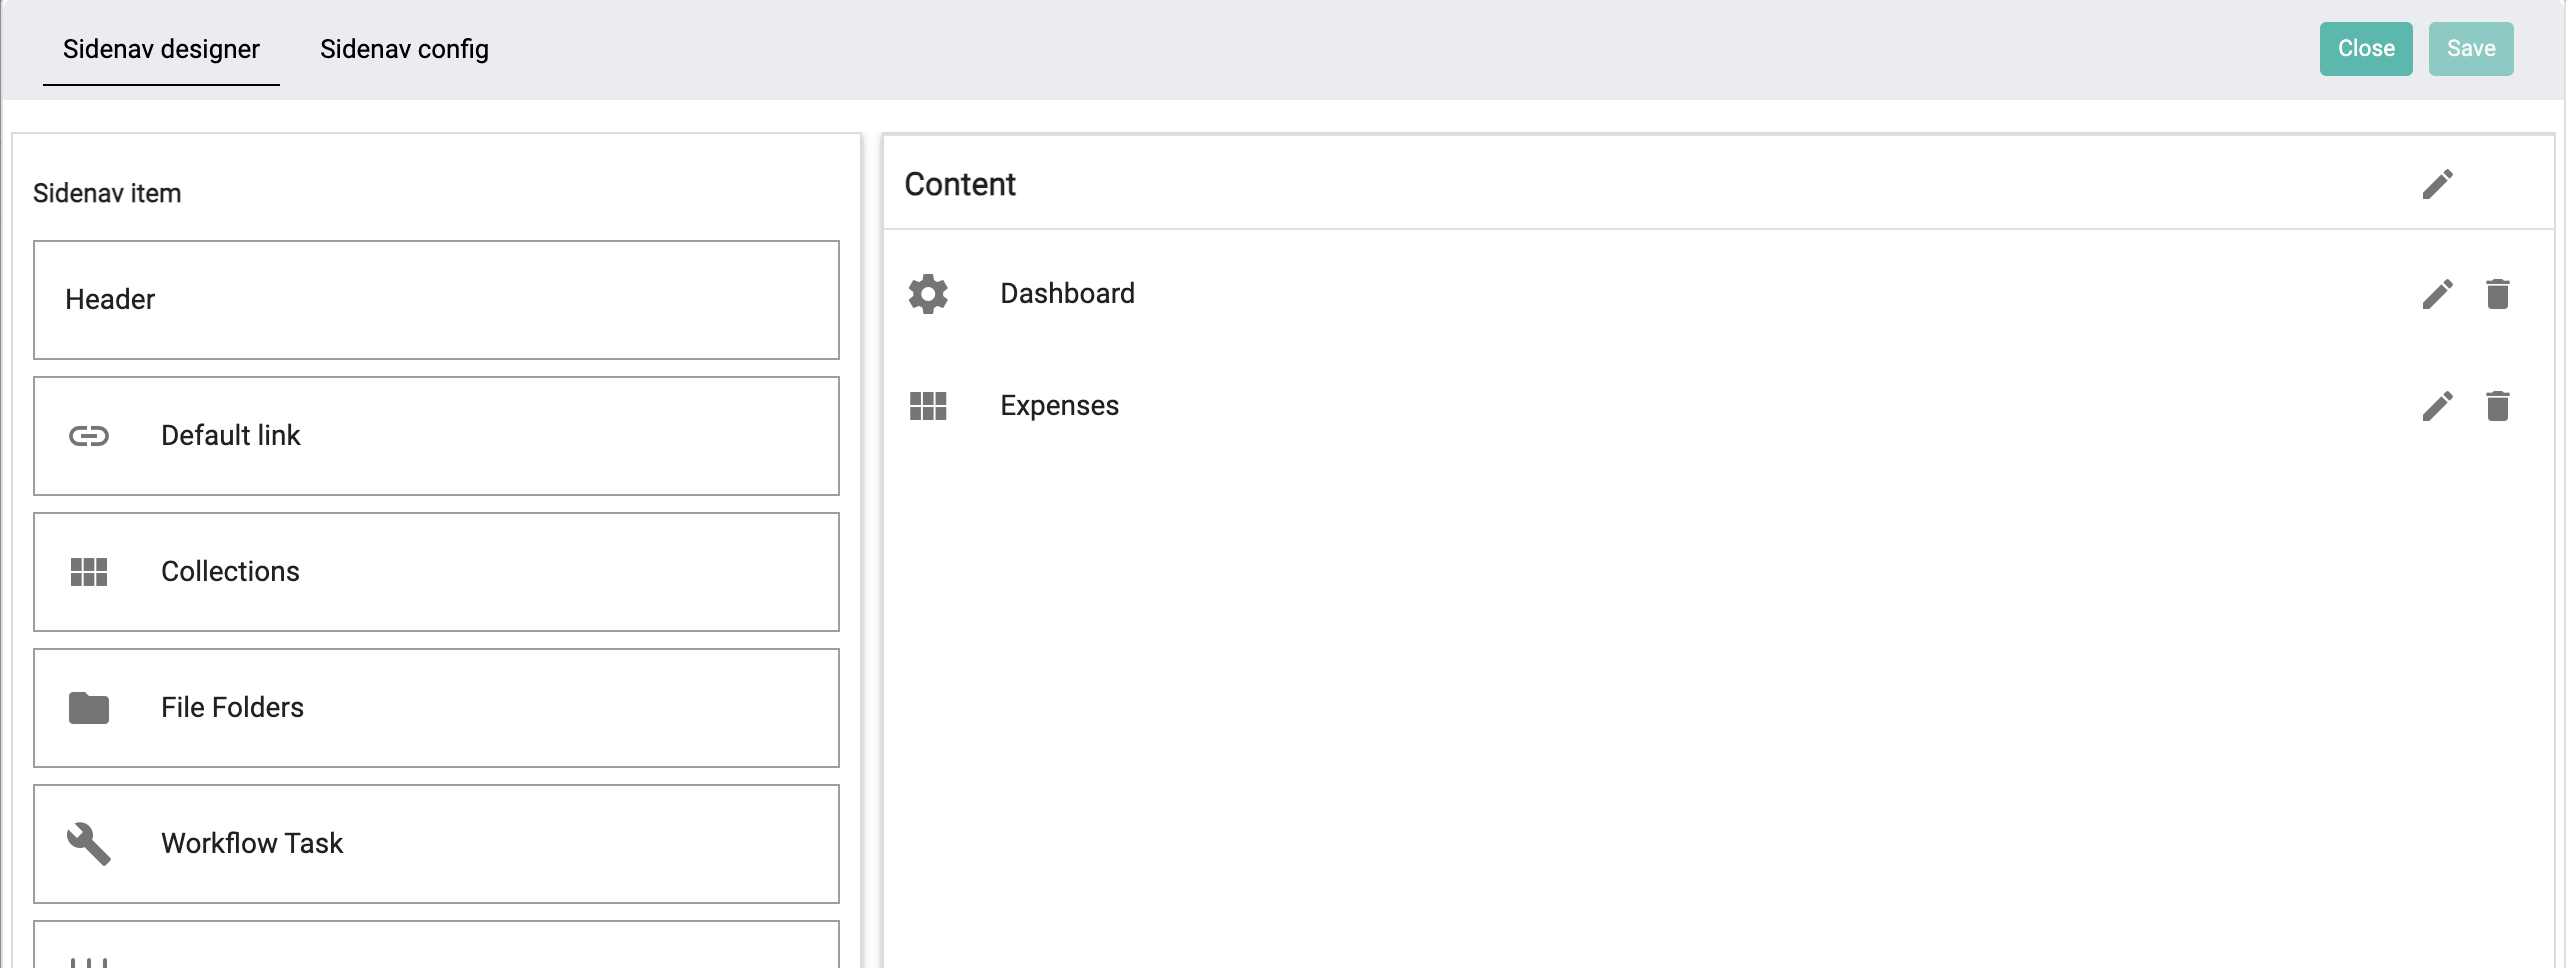 Sidenav designer
Sidenav config
Close
Save
Sidenav item
Header
Default link
Collections
File Folders
Workflow Task
Content
Dashboard
Expenses